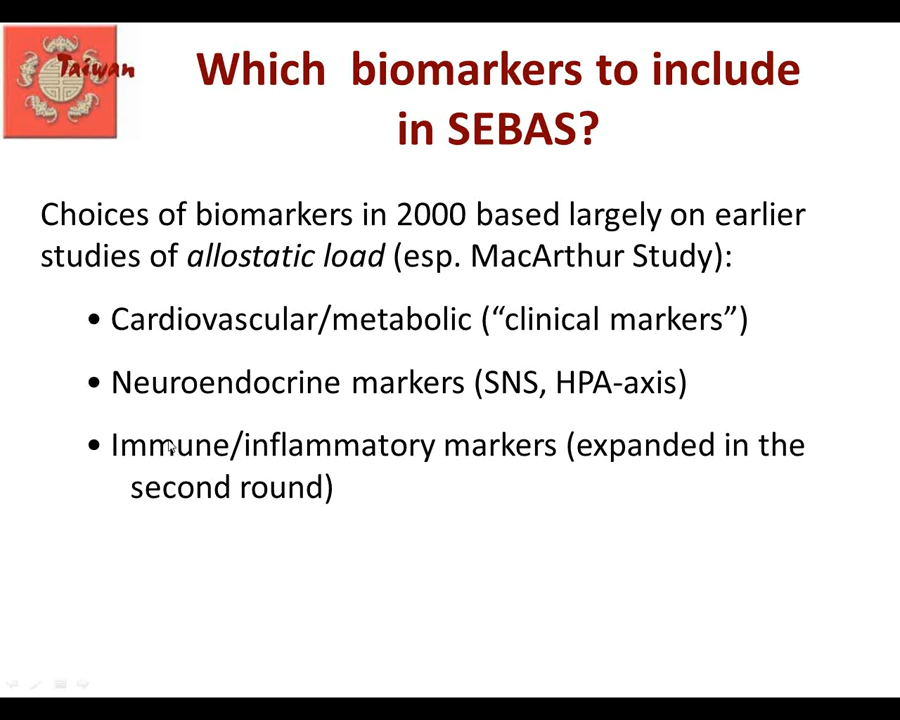 Taiwan
Which biomarkers to include
in SEBAS?
Choices of biomarkers in 2000 based largely on earlier
studies of allostatic load (esp. MacArthur Study):
• Cardiovascular/metabolic (“clinical markers”)
• Neuroendocrine markers (SNS, HPA-axis)
• Immune/inflammatory markers (expanded in the
second round)